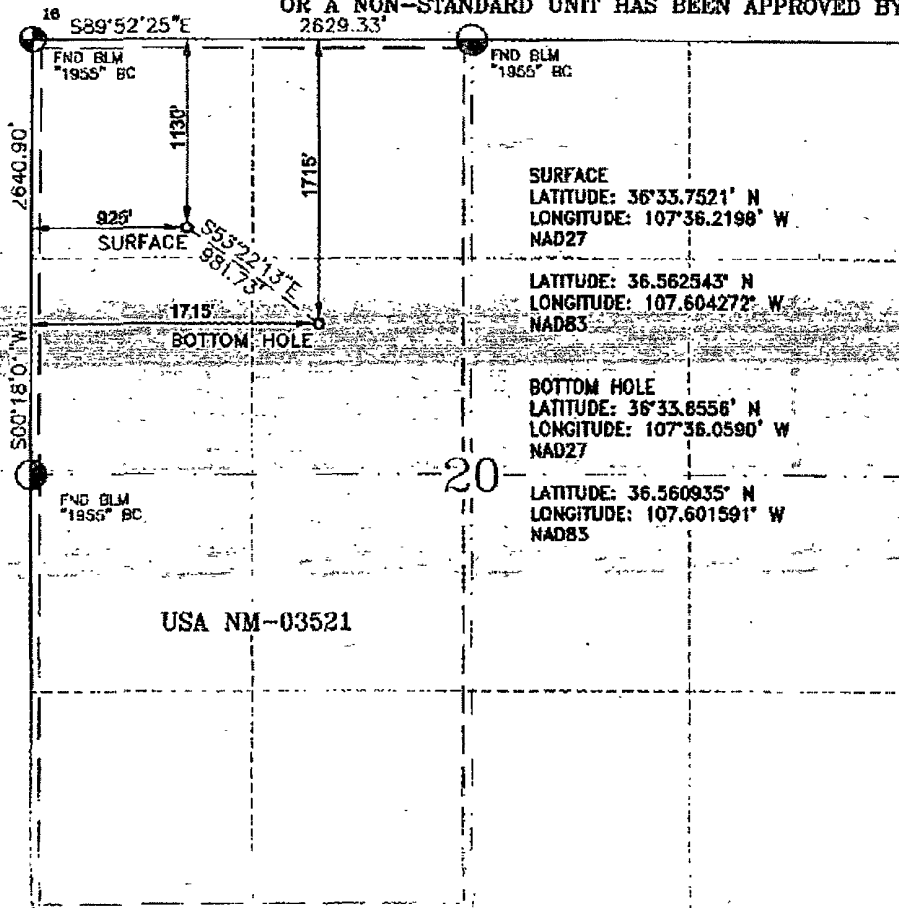 OR A NON-STANDARD UNIT HAS BEEN APPROVED BY
16
S89°52'25"E
2629.33'
FND BLM
"1955" BC
FND BLM
"1955" BC
2640.90'
1130'
1715'
925'
SURFACE
S53°22'13"E
981.73'
1715'
BOTTOM HOLE
S00°18'0"W
FND BLM
"1955" BC
SURFACE
LATITUDE: 36°33.7521' N
LONGITUDE: 107°36.2198' W
NAD27
LATITUDE: 36.562543° N
LONGITUDE: 107.604272° W
NAD83
BOTTOM HOLE
LATITUDE: 36°33.6556' N
LONGITUDE: 107°36.0590' W
NAD27
LATITUDE: 36.560935° N
LONGITUDE: 107.601591° W
NAD83
20
USA NM-03521